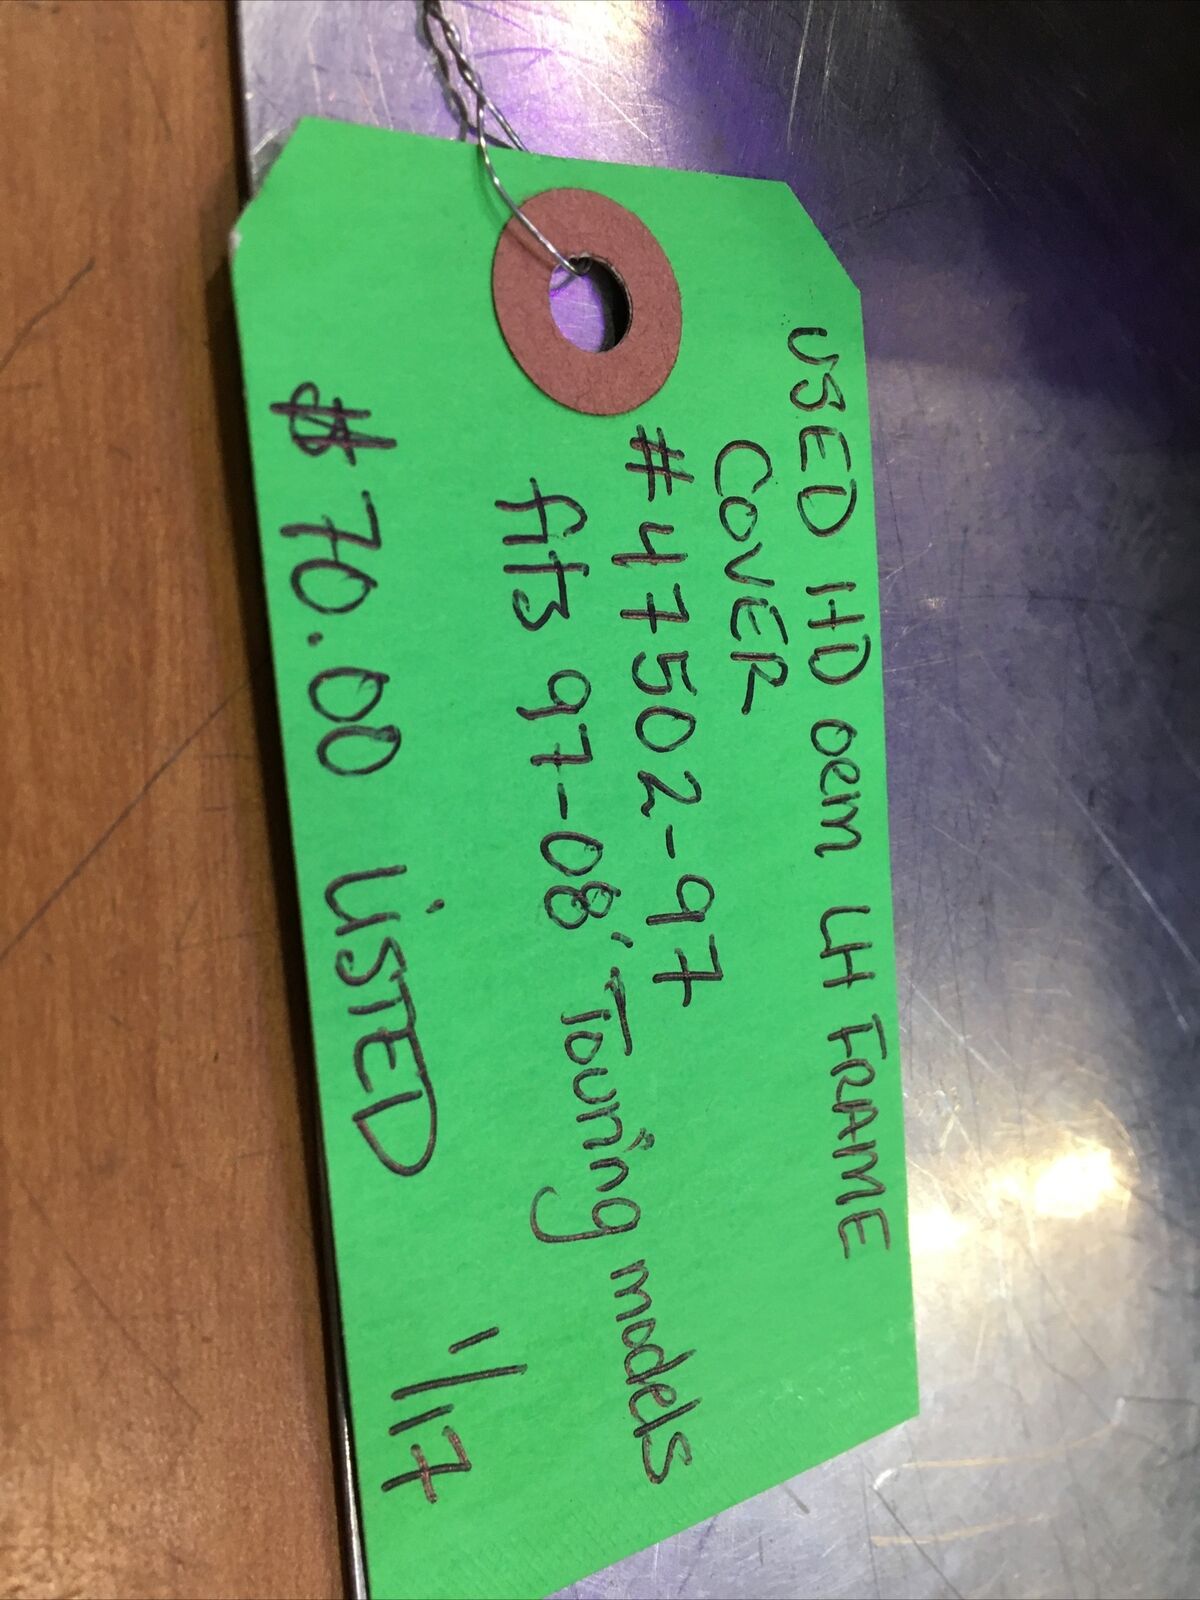 USED HD OEM LH FRAME
COVER
#47502-97
fits 97-08' Touring models
$70.00 LiSTED 1/17